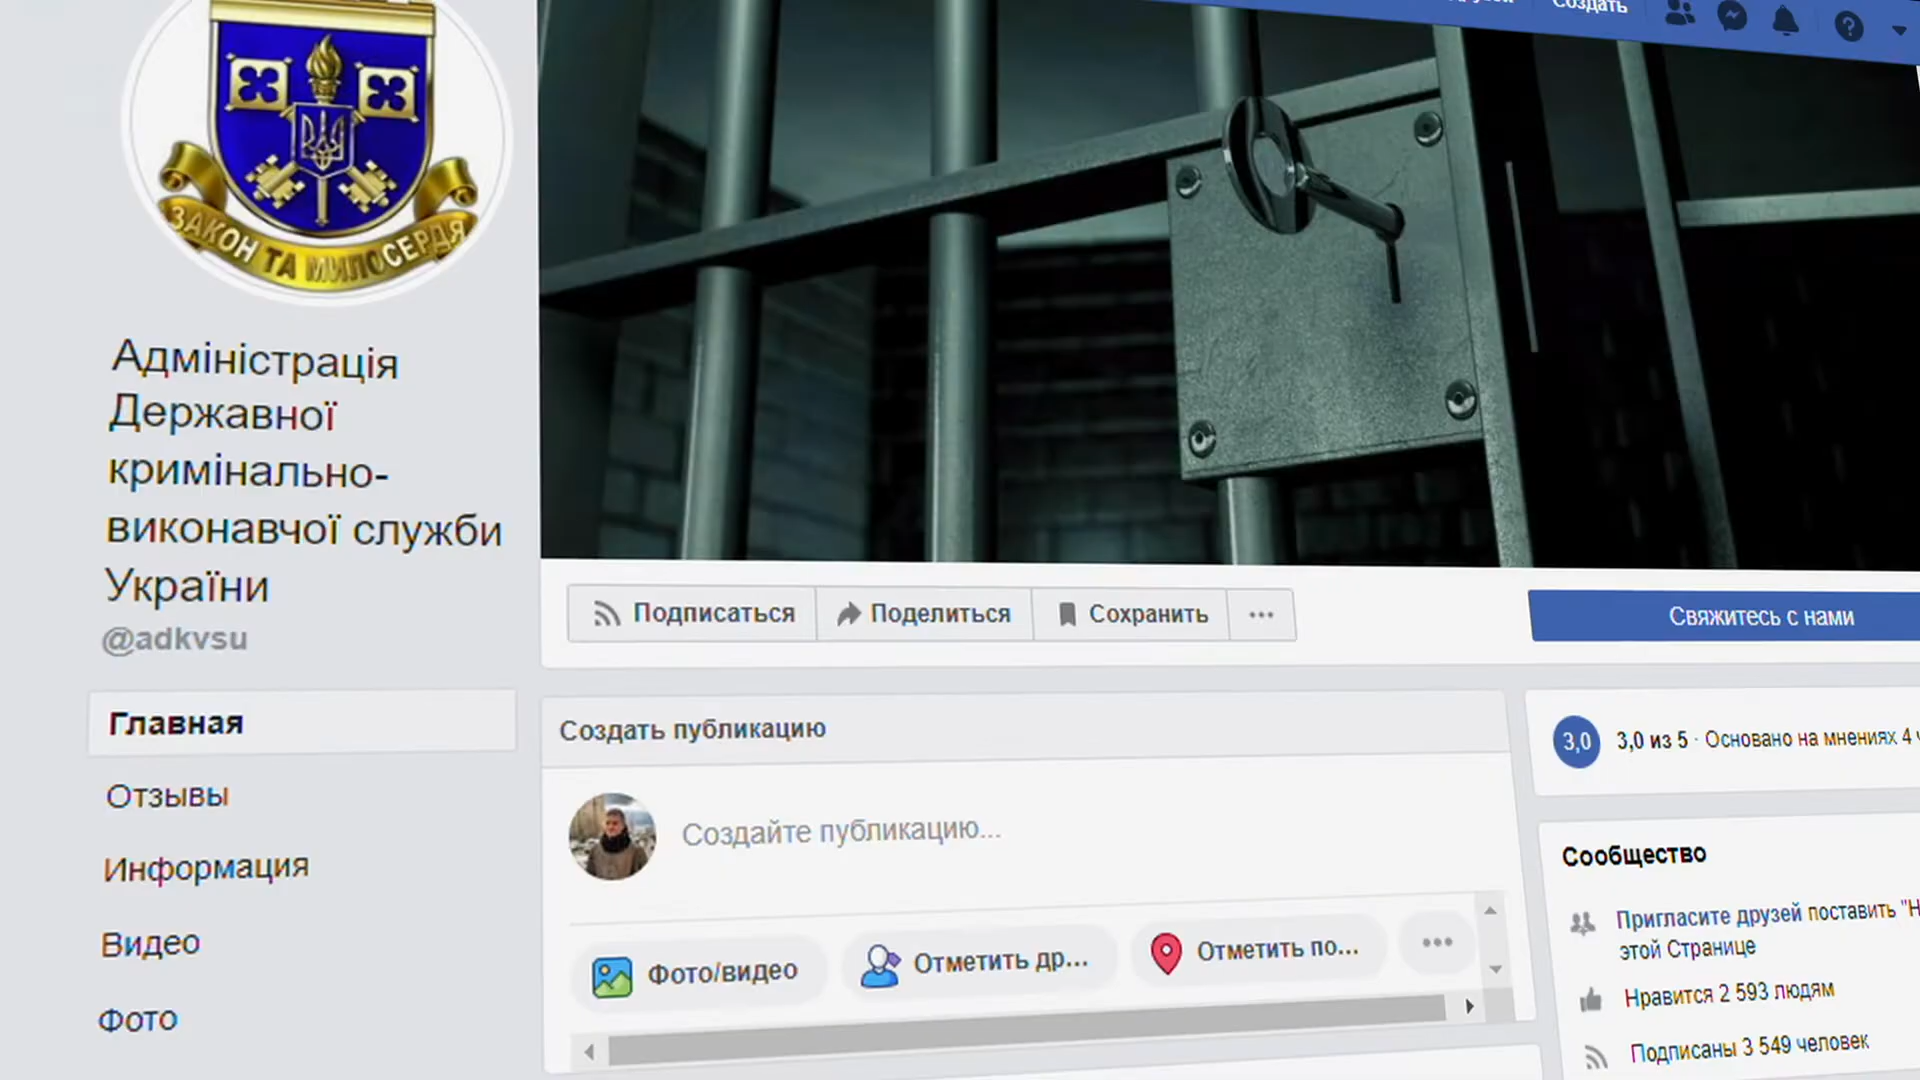 Создать
ЗАКОН ТА МИЛОСЕРДЯ
Адміністрація
Державної
кримінально-
виконавчої служби
України
@adkvsu
Главная
Отзывы
Информация
Видео
Фото
Подписаться
Поделиться
Сохранить
Свяжитесь с нами
Создать публикацию
Создайте публикацию...
Фото/видео
Отметить др...
Отметить по...
3,0
3,0 из 5 · Основано на мнениях 4
Сообщество
Пригласите друзей поставить "Н
этой Странице
Нравится 2 593 людям
Подписаны 3 549 человек